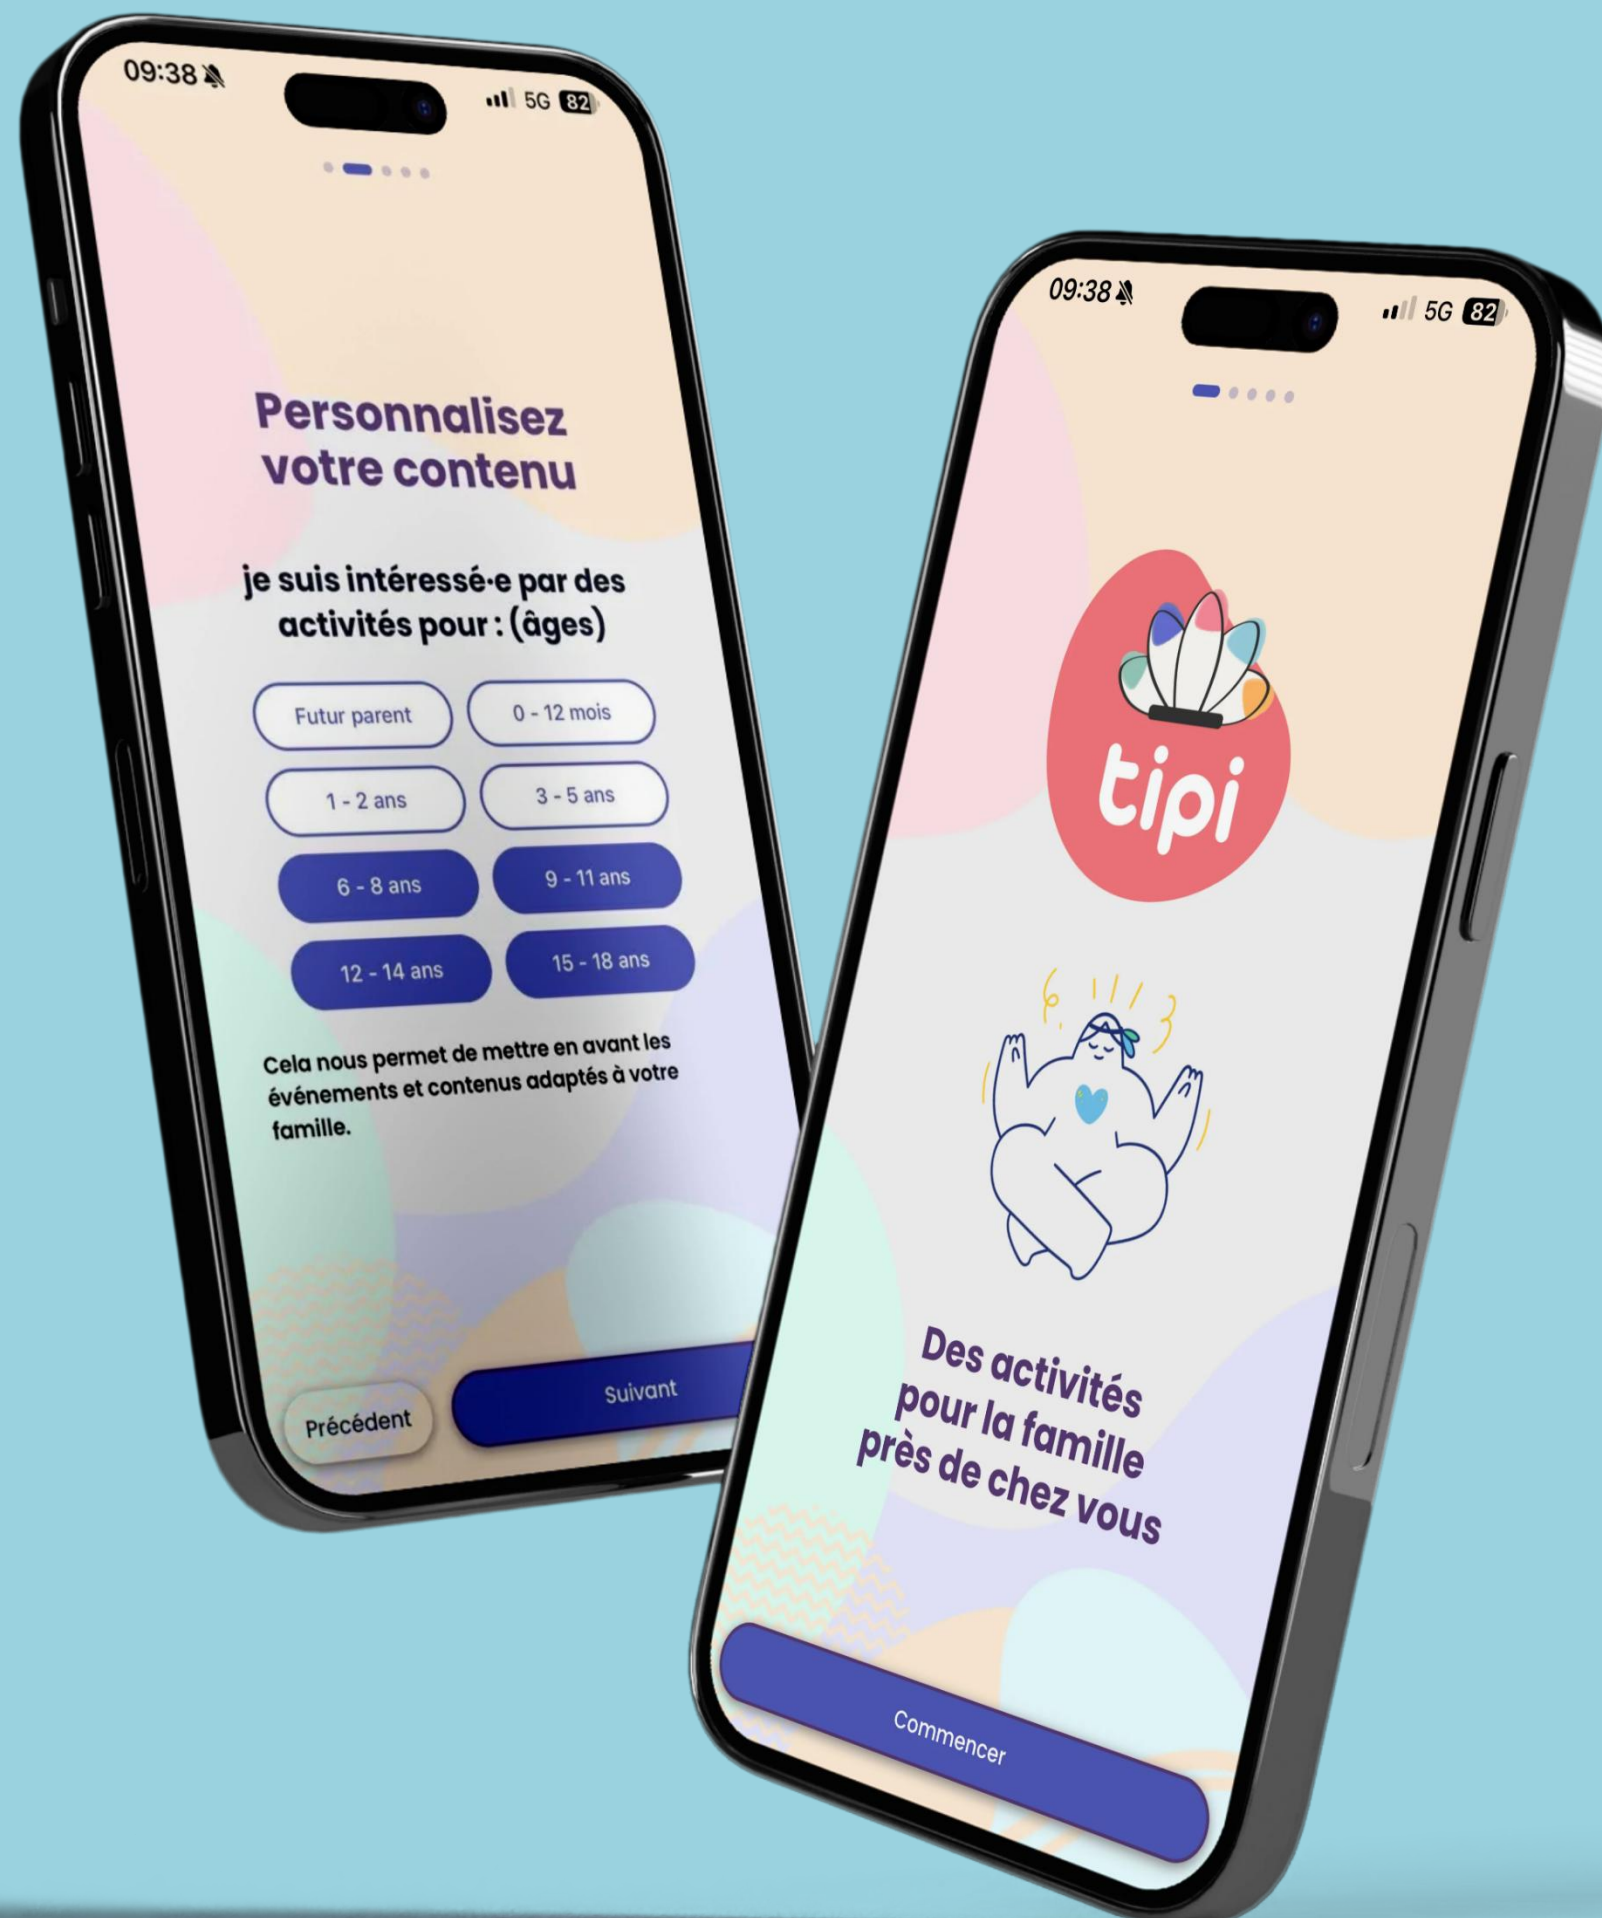 09:38
5G 82
Personnalisez
votre contenu
je suis intéressé·e par des
activités pour : (âges)
Futur parent
0 - 12 mois
1 - 2 ans
3 - 5 ans
6 - 8 ans
9 - 11 ans
12 - 14 ans
15 - 18 ans
Cela nous permet de mettre en avant les
événements et contenus adaptés à votre
famille.
Précédent
Suivant
09:38
5G 82
tipi
Des activités
pour la famille
près de chez vous
Commencer